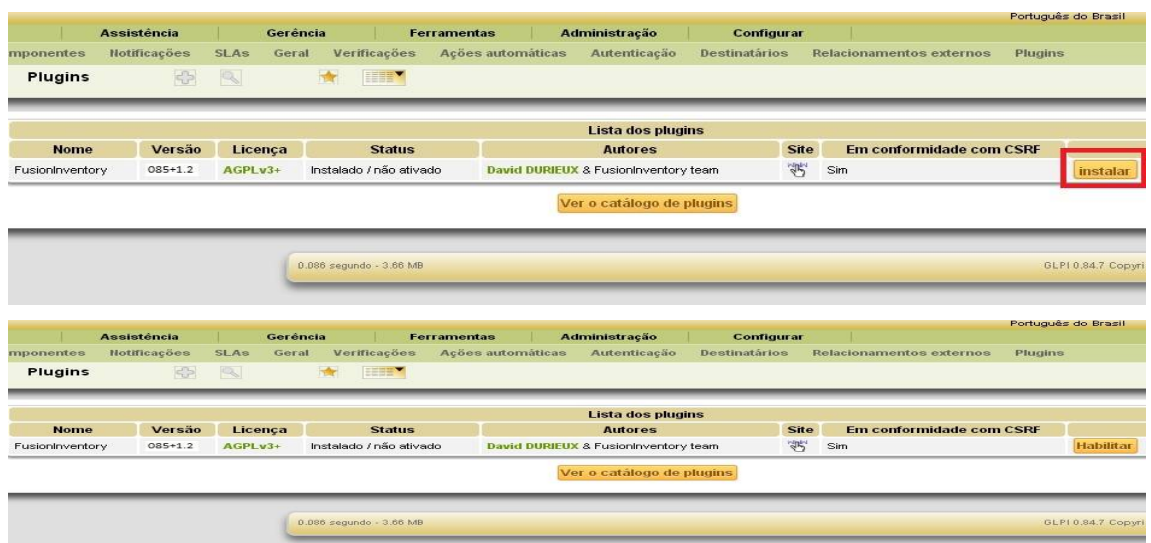 Português do Brasil
Assisténcia Gerência Ferramentas Administração Configurar
mponentes Notificações SLAs Geral Verificações Ações automáticas Autenticação Destinatários Relacionamentos externos Plugins
Plugins
Lista dos plugins
Nome Versão Licença Status Autores Site Em conformidade com CSRF
FusionInventory 085+1.2 AGPLv3+ Instalado / não ativado David DURIEUX & FusionInventory team Sim instalar
Ver o catálogo de plugins
0.086 segundo - 3.66 MB GLPI 0.84.7 Copyri
Português do Brasil
Assisténcia Gerência Ferramentas Administração Configurar
mponentes Notificações SLAs Geral Verificações Ações automáticas Autenticação Destinatários Relacionamentos externos Plugins
Plugins
Lista dos plugins
Nome Versão Licença Status Autores Site Em conformidade com CSRF
FusionInventory 085+1.2 AGPLv3+ Instalado / não ativado David DURIEUX & FusionInventory team Sim Habilitar
Ver o catálogo de plugins
0.086 segundo - 3.66 MB GLPI 0.84.7 Copyri